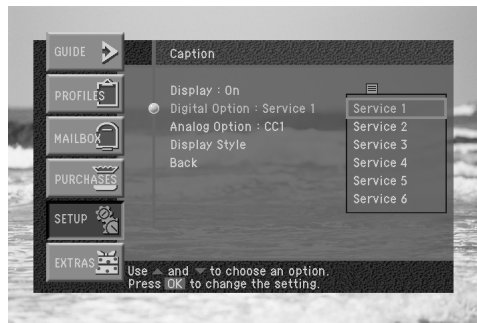 GUIDE
PROFILES
MAILBOX
PURCHASES
SETUP
EXTRAS
Caption
Display : On
Digital Option : Service 1
Analog Option : CC1
Display Style
Back
Service 1
Service 2
Service 3
Service 4
Service 5
Service 6
Use and to choose an option.
Press OK to change the setting.